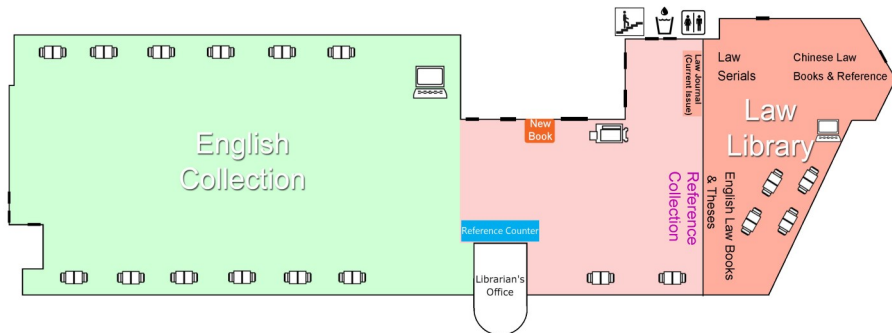 English
Collection
New
Book
Reference Counter
Librarian's
Office
Law Journal
(Current Issue)
Reference
Collection
Law
Serials
Chinese Law
Books & Reference
Law
Library
English Law Books
& Theses